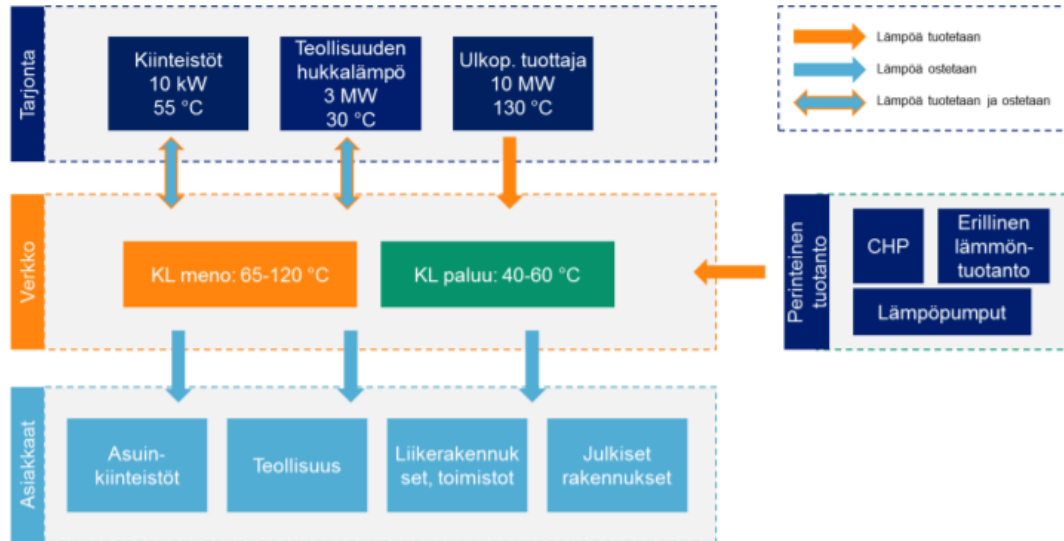 Tarjonta
Kiinteistöt
10 kW
55 °C
Teollisuuden
hukkalämpö
3 MW
30 °C
Ulkop. tuottaja
10 MW
130 °C
Lämpöä tuotetaan
Lämpöä ostetaan
Lämpöä tuotetaan ja ostetaan
Verkko
KL meno: 65-120 °C
KL paluu: 40-60 °C
Perinteinen
tuotanto
CHP
Erillinen
lämmön-
tuotanto
Lämpöpumput
Asiakkaat
Asuin-
kiinteistöt
Teollisuus
Liikerakennuk
set, toimistot
Julkiset
rakennukset